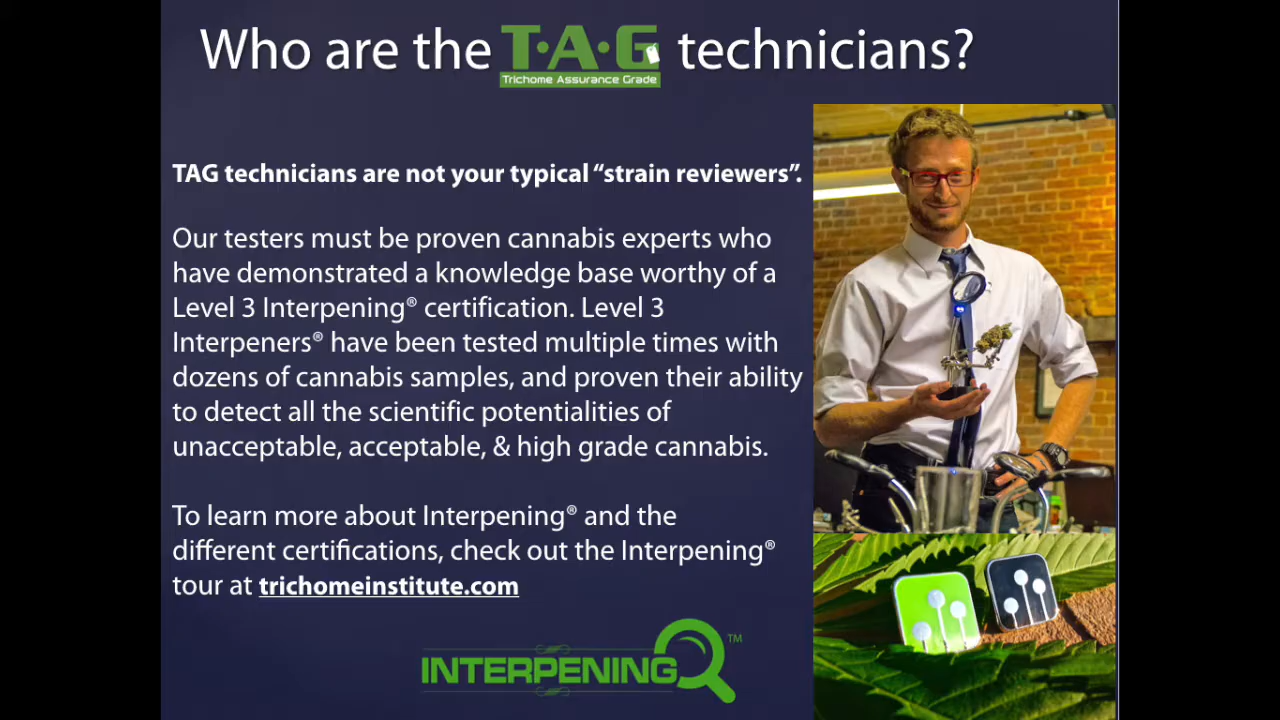 Who are the T·A·G technicians?
Trichome Assurance Grade
TAG technicians are not your typical “strain reviewers”.
Our testers must be proven cannabis experts who
have demonstrated a knowledge base worthy of a
Level 3 Interpening® certification. Level 3
Interpeners® have been tested multiple times with
dozens of cannabis samples, and proven their ability
to detect all the scientific potentialities of
unacceptable, acceptable, & high grade cannabis.
To learn more about Interpening® and the
different certifications, check out the Interpening®
tour at trichomeinstitute.com
INTERPENING™